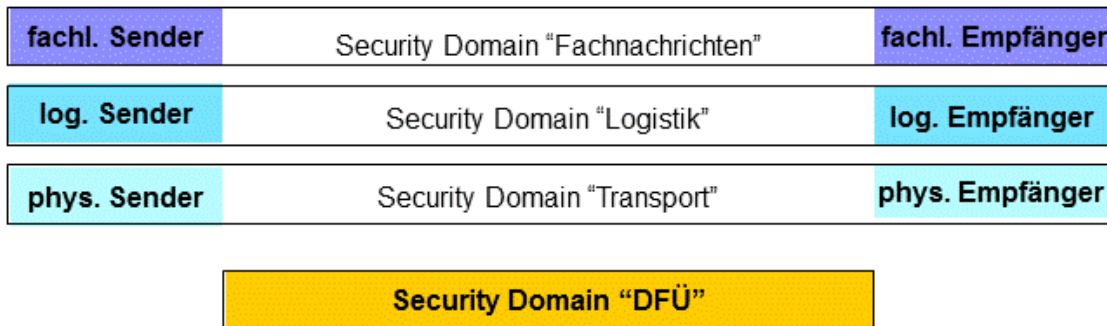 fachl. Sender Security Domain “Fachnachrichten” fachl. Empfänger
log. Sender Security Domain “Logistik” log. Empfänger
phys. Sender Security Domain “Transport” phys. Empfänger
Security Domain “DFÜ”